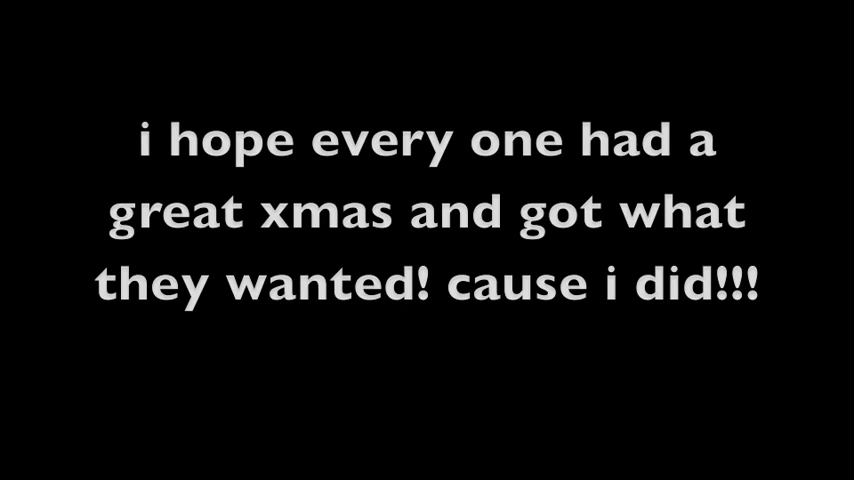 i hope every one had a
great xmas and got what
they wanted! cause i did!!!